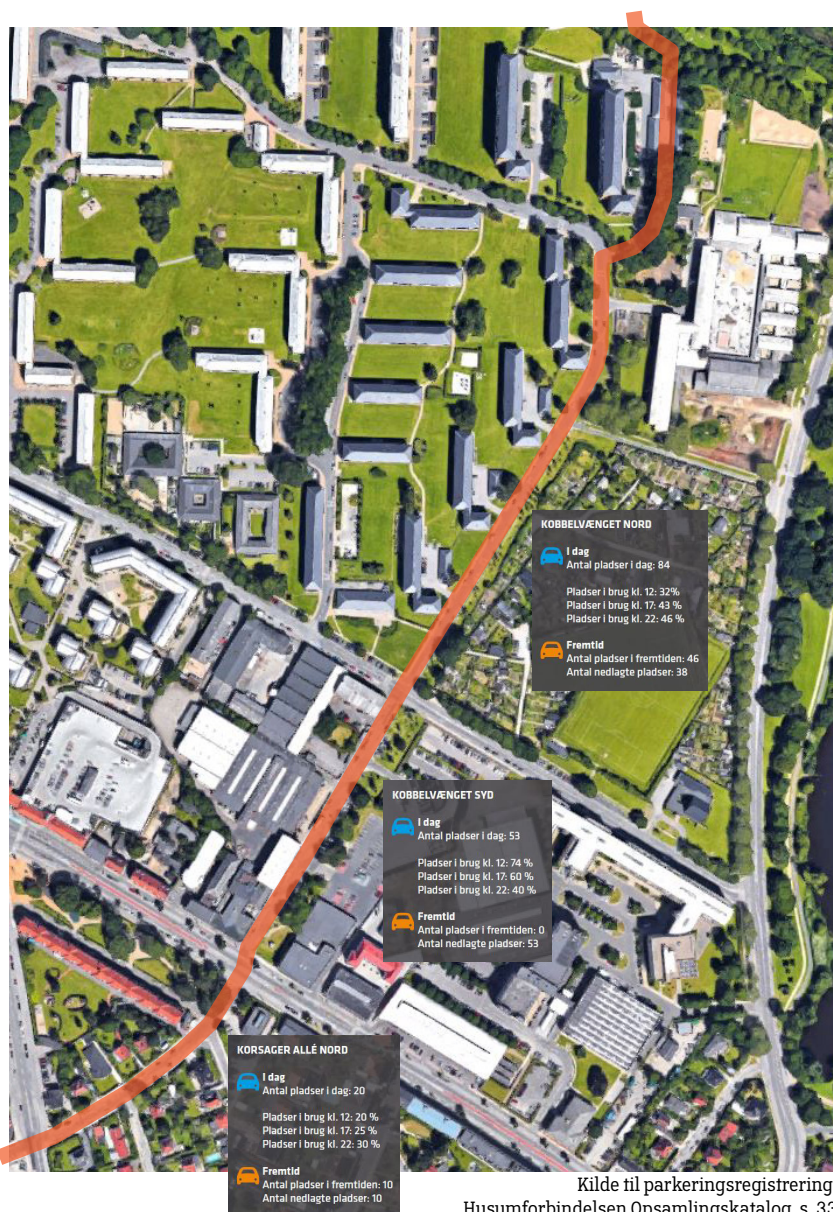 KOBBELVÆNGET NORD
I dag
Antal pladser i dag: 84
Pladser i brug kl. 12: 32%
Pladser i brug kl. 17: 43 %
Pladser i brug kl. 22: 46 %
Fremtid
Antal pladser i fremtiden: 46
Antal nedlagte pladser: 38
KOBBELVÆNGET SYD
I dag
Antal pladser i dag: 53
Pladser i brug kl. 12: 74 %
Pladser i brug kl. 17: 60 %
Pladser i brug kl. 22: 40 %
Fremtid
Antal pladser i fremtiden: 0
Antal nedlagte pladser: 53
KORSAGER ALLÉ NORD
I dag
Antal pladser i dag: 20
Pladser i brug kl. 12: 20 %
Pladser i brug kl. 17: 25 %
Pladser i brug kl. 22: 30 %
Fremtid
Antal pladser i fremtiden: 10
Antal nedlagte pladser: 10
Kilde til parkeringsregistrering
Husumforbindelsen Opsamlingskatalog, s. 33